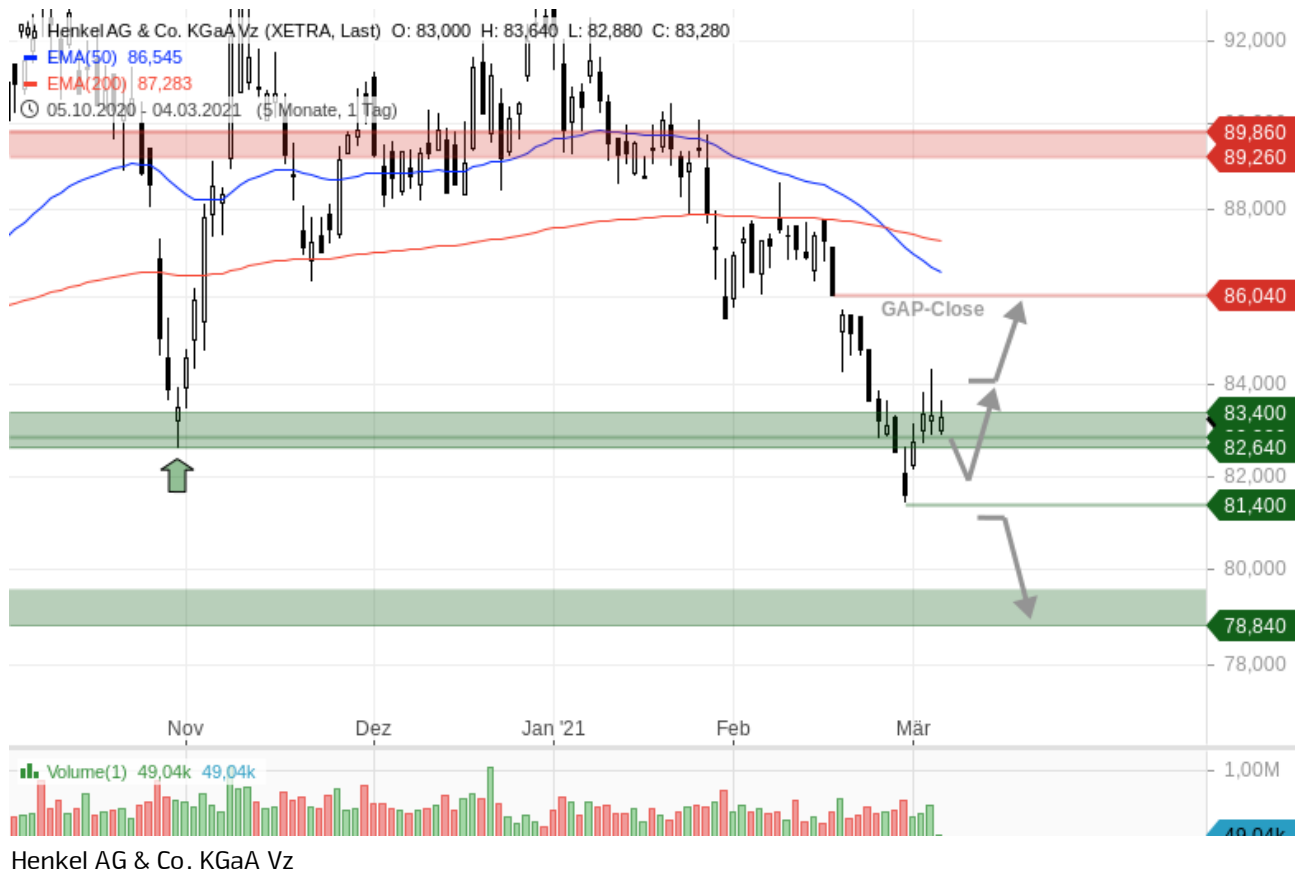 Henkel AG & Co. KGaA Vz (XETRA, Last) O: 83,000 H: 83,640 L: 82,880 C: 83,280
EMA(50) 86,545
EMA(200) 87,283
05.10.2020 - 04.03.2021 (5 Monate, 1 Tag)
92,000
89,860
89,260
88,000
86,040
GAP-Close
84,000
83,400
82,640
82,000
81,400
80,000
78,840
78,000
Nov Dez Jan '21 Feb Mär
Volume(1) 49,04k 49,04k
1,00M
49,04k
Henkel AG & Co. KGaA Vz